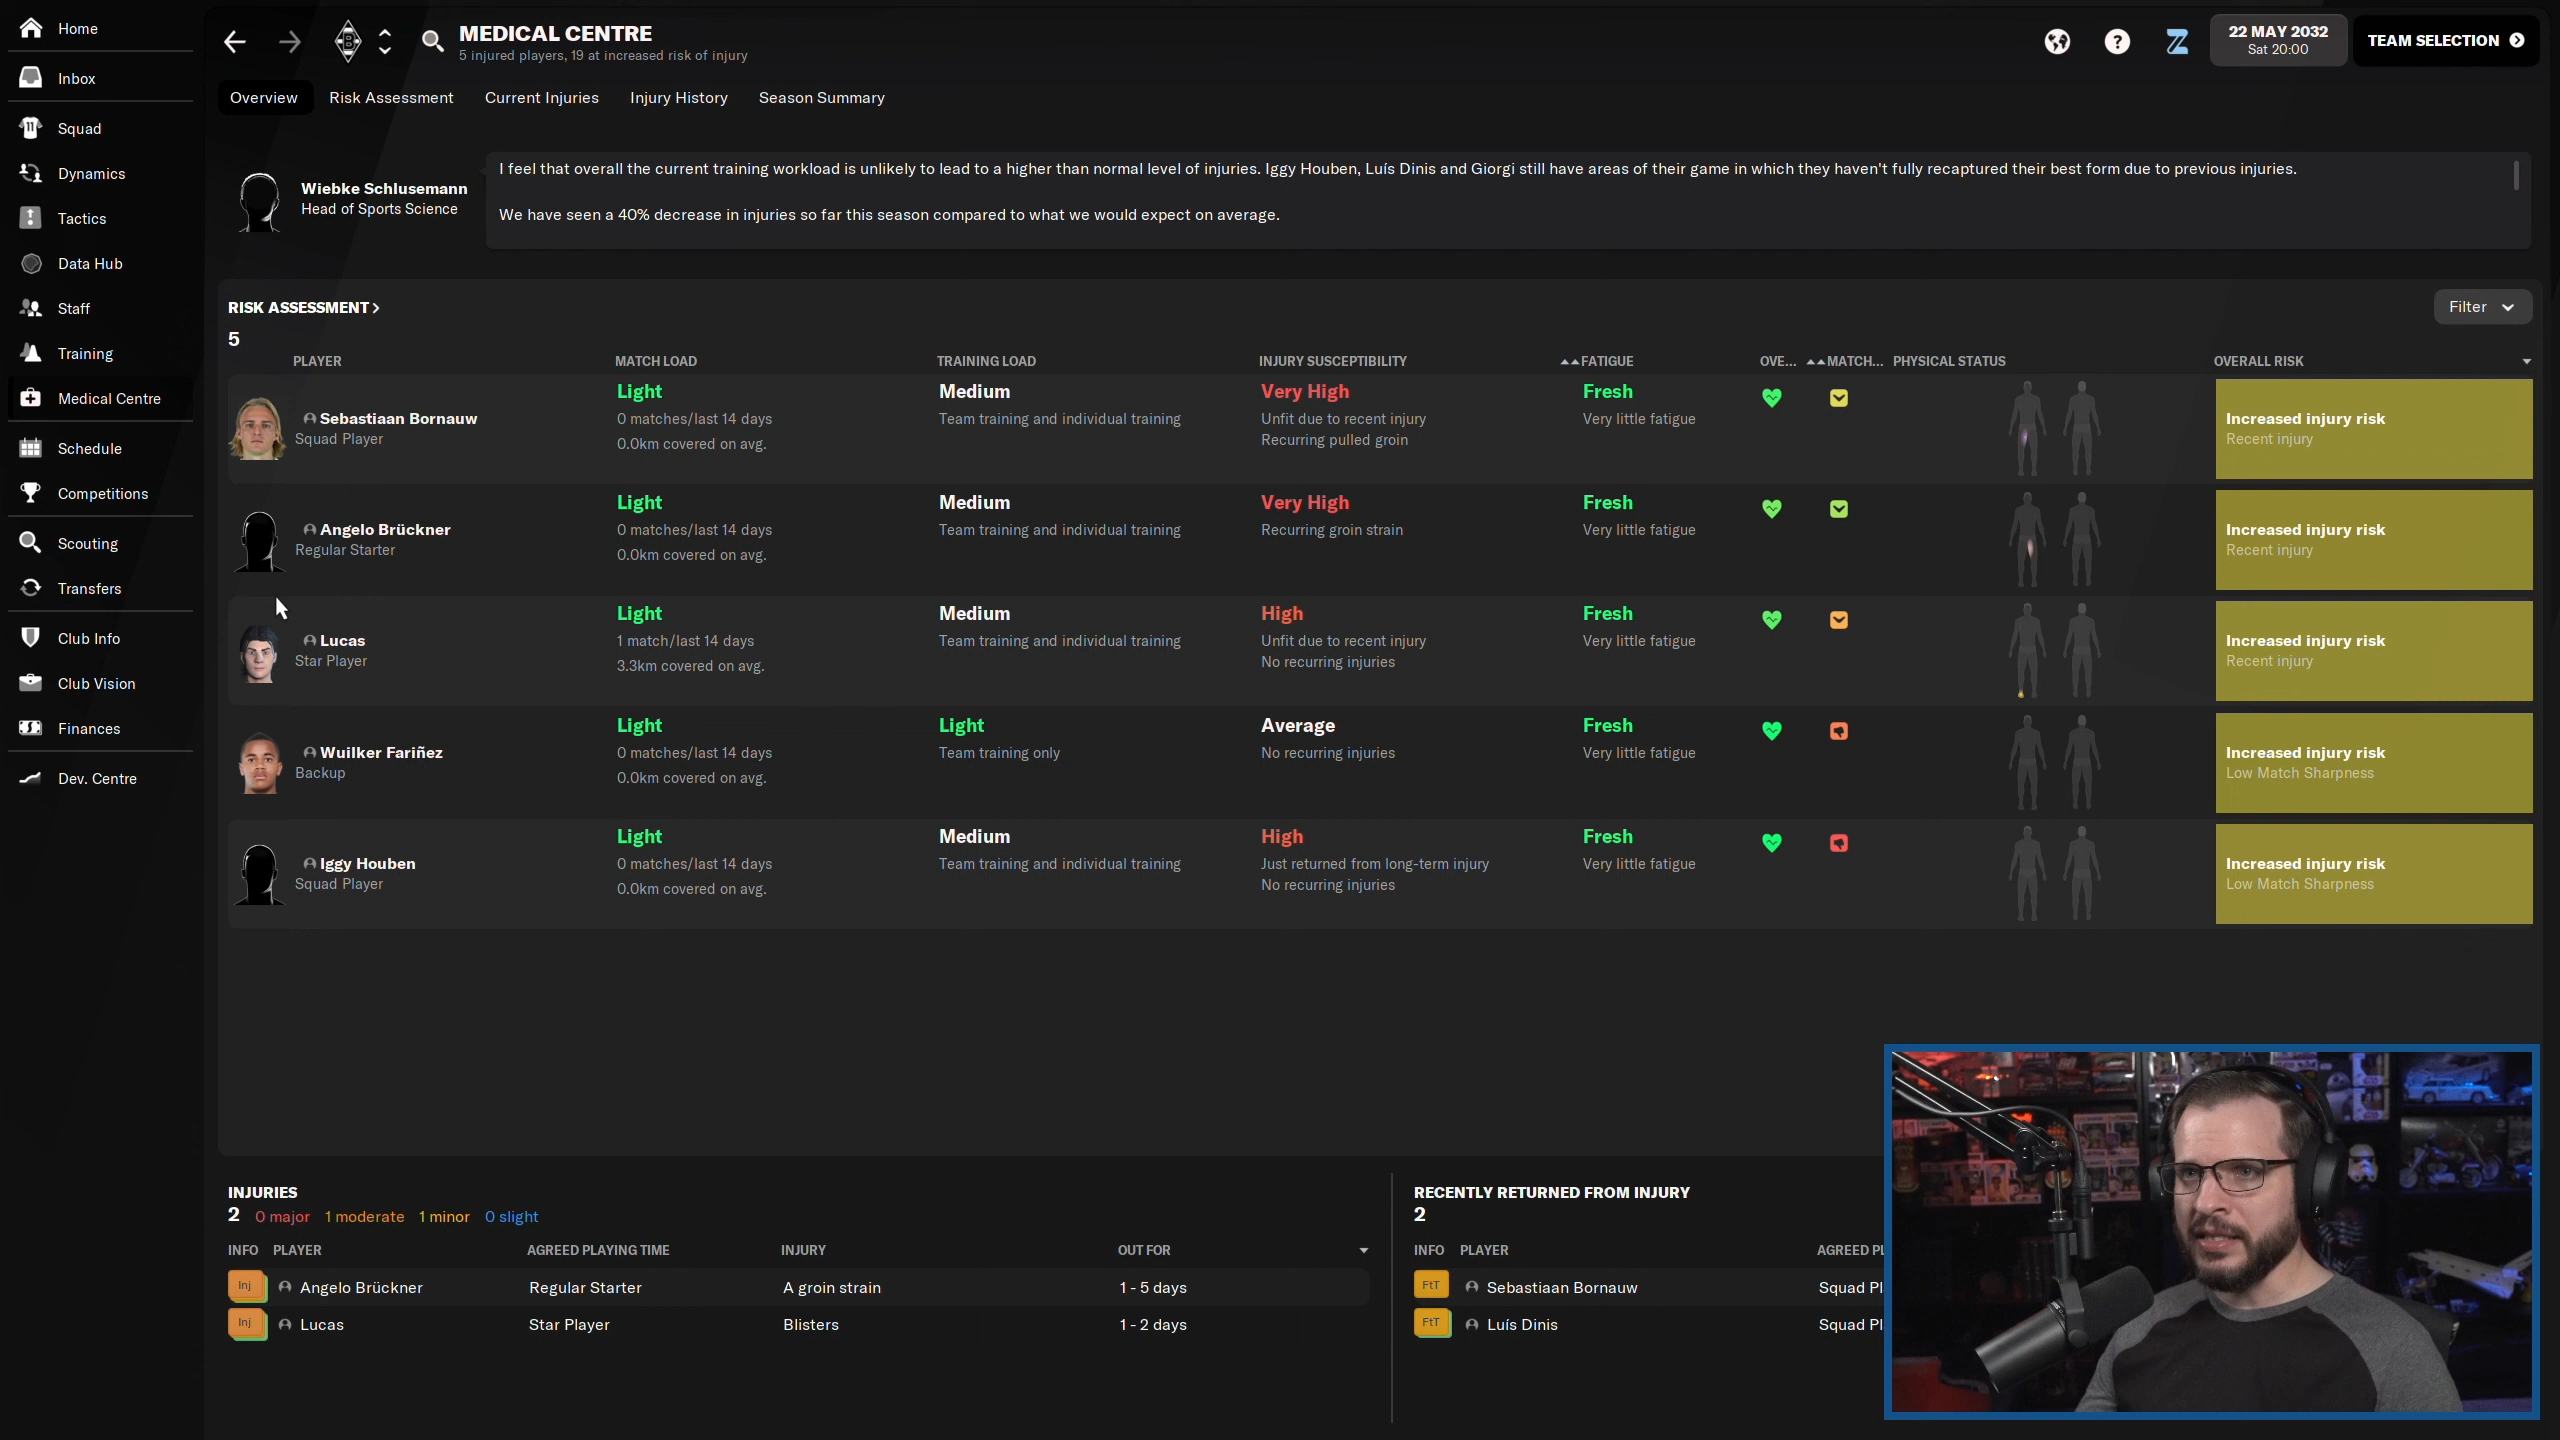 Home
Inbox
Squad
Dynamics
Tactics
Data Hub
Staff
Training
Medical Centre
Schedule
Competitions
Scouting
Transfers
Club Info
Club Vision
Finances
Dev. Centre
MEDICAL CENTRE
5 injured players, 19 at increased risk of injury
22 MAY 2032
Sat 20:00
TEAM SELECTION
Overview Risk Assessment Current Injuries Injury History Season Summary
Wiebke Schlusemann
Head of Sports Science
I feel that overall the current training workload is unlikely to lead to a higher than normal level of injuries. Iggy Houben, Luís Dinis and Giorgi still have areas of their game in which they haven't fully recaptured their best form due to previous injuries.
We have seen a 40% decrease in injuries so far this season compared to what we would expect on average.
RISK ASSESSMENT
Filter
5
PLAYER MATCH LOAD TRAINING LOAD INJURY SUSCEPTIBILITY FATIGUE OVE... MATCH... PHYSICAL STATUS OVERALL RISK
Light Medium Very High Fresh
Sebastiaan Bornauw 0 matches/last 14 days Team training and individual training Unfit due to recent injury Very little fatigue Increased injury risk
Squad Player 0.0km covered on avg. Recurring pulled groin Recent injury
Light Medium Very High Fresh
Angelo Brückner 0 matches/last 14 days Team training and individual training Recurring groin strain Very little fatigue Increased injury risk
Regular Starter 0.0km covered on avg. Recent injury
Light Medium High Fresh
Lucas 1 match/last 14 days Team training and individual training Unfit due to recent injury Very little fatigue Increased injury risk
Star Player 3.3km covered on avg. No recurring injuries Recent injury
Light Light Average Fresh
Wuilker Fariñez 0 matches/last 14 days Team training only No recurring injuries Very little fatigue Increased injury risk
Backup 0.0km covered on avg. Low Match Sharpness
Light Medium High Fresh
Iggy Houben 0 matches/last 14 days Team training and individual training Just returned from long-term injury Very little fatigue Increased injury risk
Squad Player 0.0km covered on avg. No recurring injuries Low Match Sharpness
INJURIES
2 0 major 1 moderate 1 minor 0 slight
INFO PLAYER AGREED PLAYING TIME INJURY OUT FOR
Inj Angelo Brückner Regular Starter A groin strain 1 - 5 days
Inj Lucas Star Player Blisters 1 - 2 days
RECENTLY RETURNED FROM INJURY
2
INFO PLAYER AGREED PL
FtT Sebastiaan Bornauw Squad Pl
FtT Luís Dinis Squad Pl